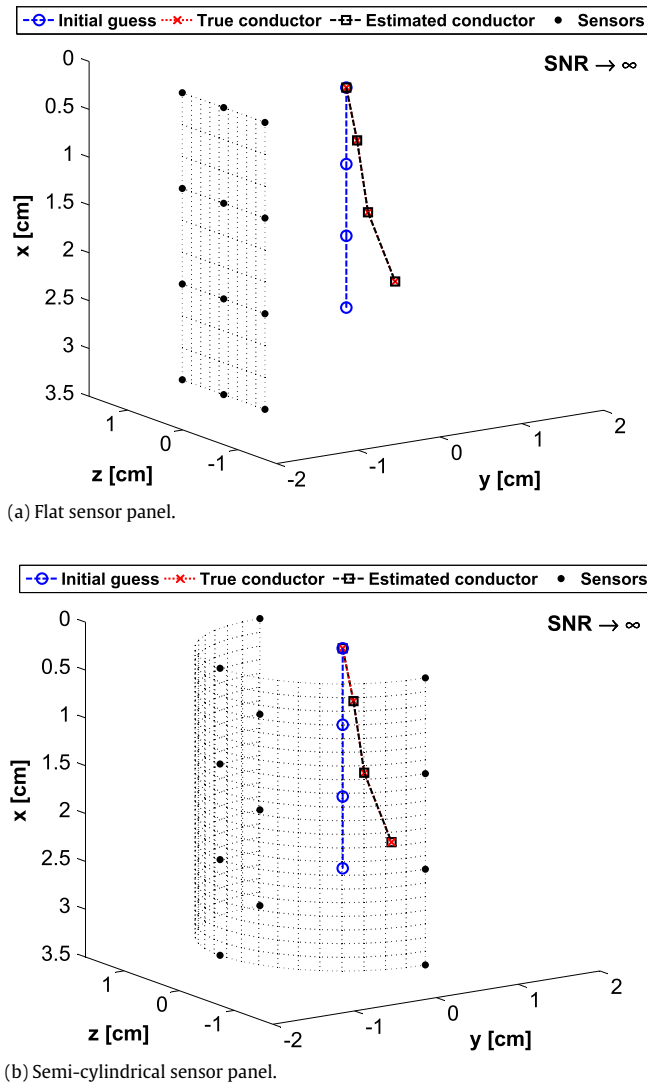 Initial guess True conductor Estimated conductor Sensors
SNR → ∞
0
0.5
1
1.5
2
2.5
3
3.5
x [cm]
1
0
-1
z [cm]
-2
-1
0
1
2
y [cm]
(a) Flat sensor panel.
Initial guess True conductor Estimated conductor Sensors
SNR → ∞
0
0.5
1
1.5
2
2.5
3
3.5
x [cm]
1
0
-1
z [cm]
-2
-1
0
1
2
y [cm]
(b) Semi-cylindrical sensor panel.